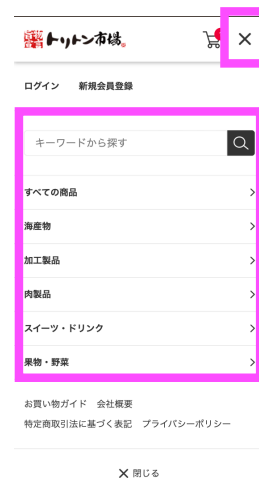 トリトン市場。
ログイン 新規会員登録
キーワードから探す
すべての商品
海産物
加工製品
肉製品
スイーツ・ドリンク
果物・野菜
お買い物ガイド 会社概要
特定商取引法に基づく表記 プライバシーポリシー
閉じる